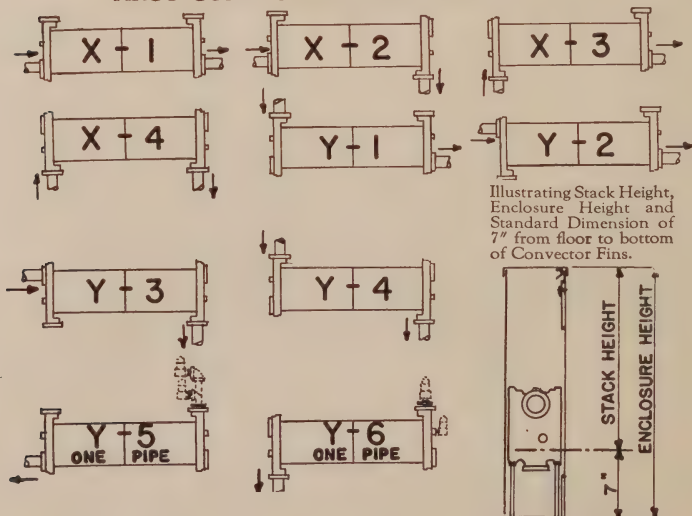 X-1
X-2
X-3
X-4
Y-1
Y-2
Illustrating Stack Height,
Enclosure Height and
Standard Dimension of
7" from floor to bottom
of Convector Fins.
Y-3
Y-4
STACK HEIGHT
ENCLOSURE HEIGHT
7"
Y-5
ONE PIPE
Y-6
ONE PIPE